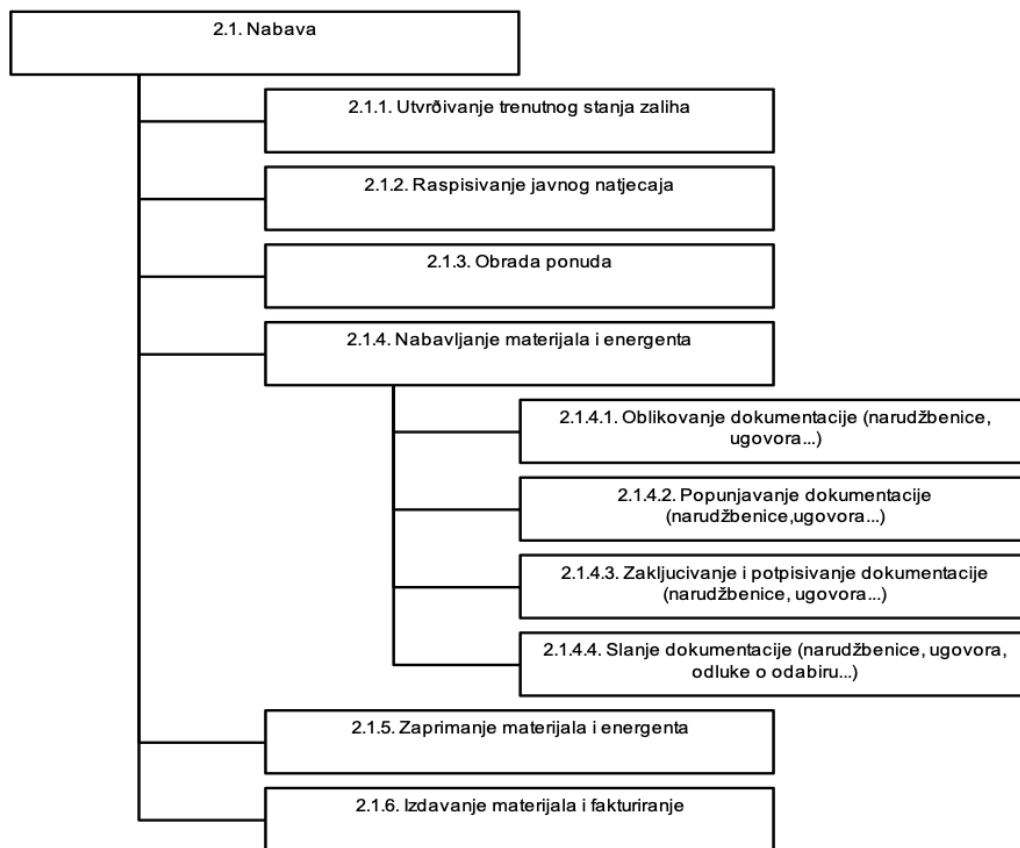 2.1. Nabava
2.1.1. Utvrðivanje trenutnog stanja zaliha
2.1.2. Raspisivanje javnog natjecaja
2.1.3. Obrada ponuda
2.1.4. Nabavljanje materijala i energenta
2.1.4.1. Oblikovanje dokumentacije (narudžbenice,
ugovora...)
2.1.4.2. Popunjavanje dokumentacije
(narudžbenice,ugovora...)
2.1.4.3. Zakljucivanje i potpisivanje dokumentacije
(narudžbenice, ugovora...)
2.1.4.4. Slanje dokumentacije (narudžbenice, ugovora,
odluke o odabiru...)
2.1.5. Zaprimanje materijala i energenta
2.1.6. Izdavanje materijala i fakturiranje